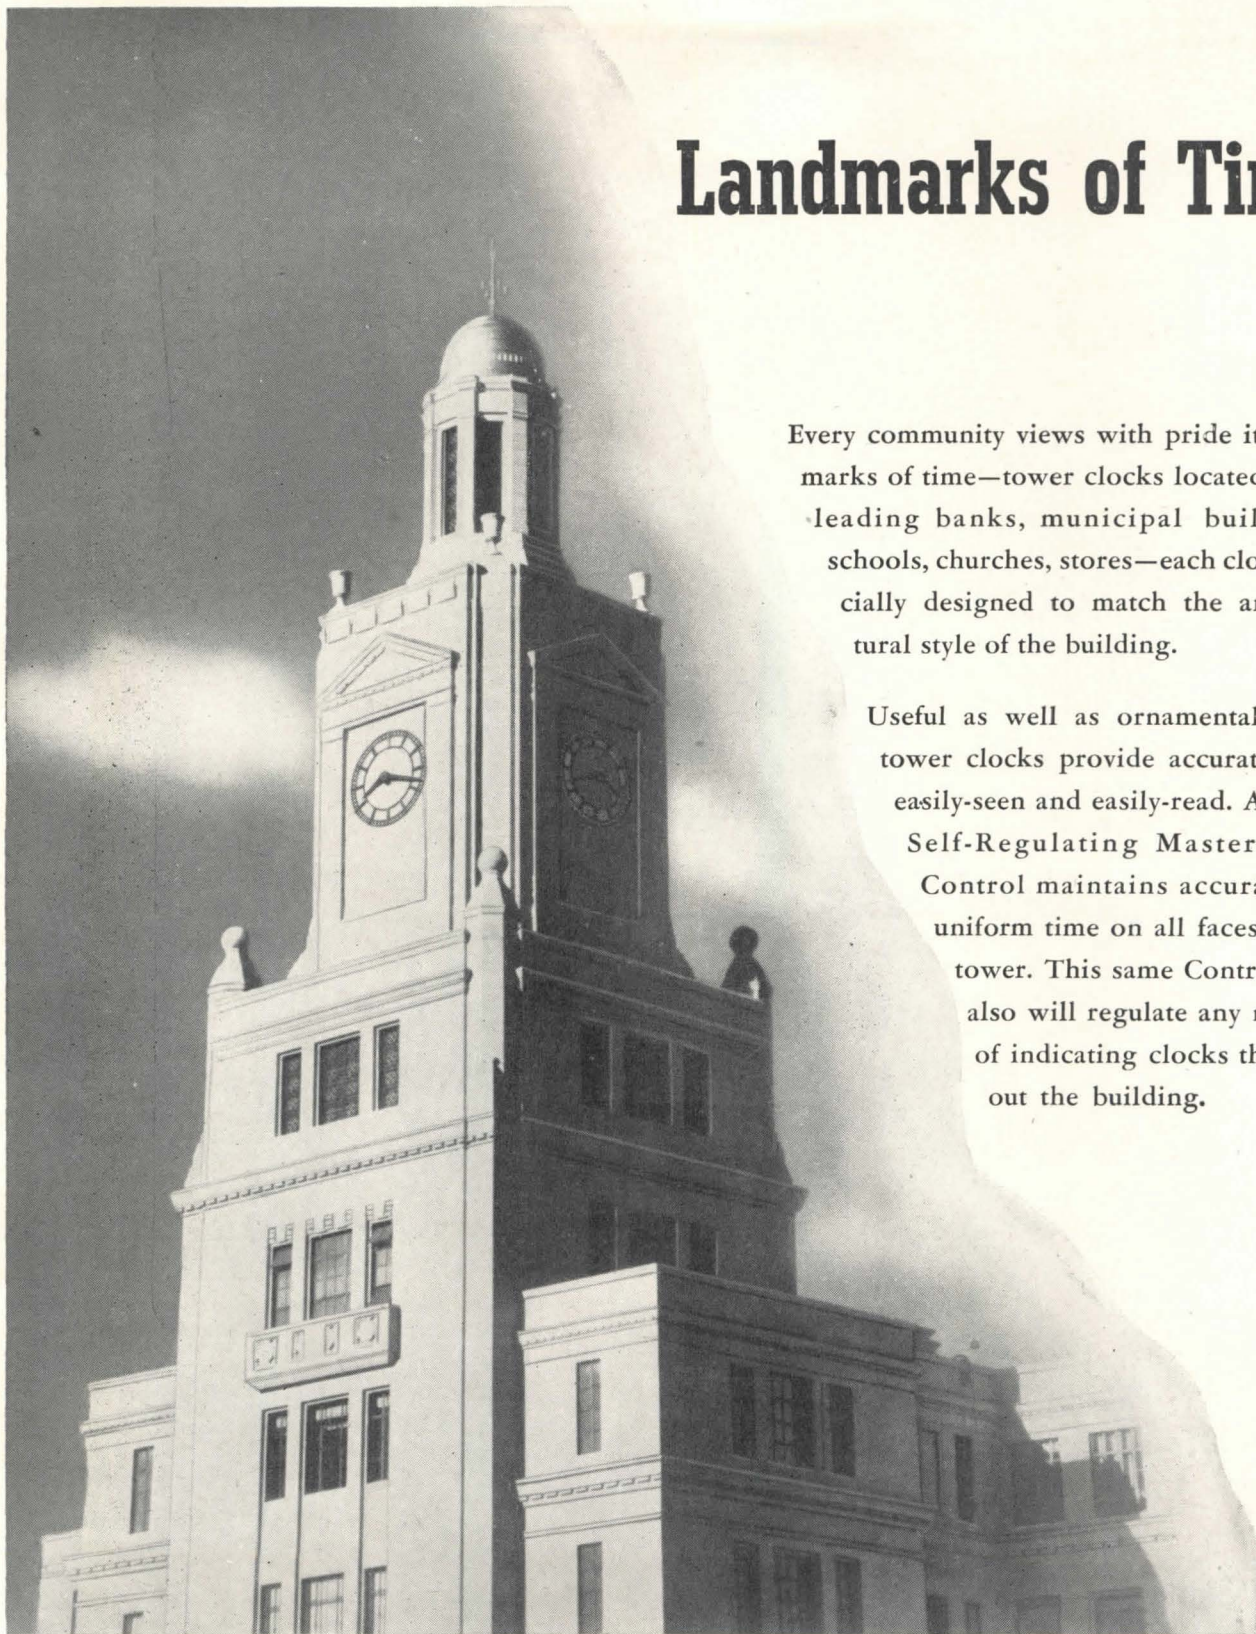 Landmarks of Ti
Every community views with pride it
marks of time—tower clocks located
leading banks, municipal buil
schools, churches, stores—each clo
cially designed to match the ar
tural style of the building.
Useful as well as ornamental
tower clocks provide accurat
easily-seen and easily-read. A
Self-Regulating Master
Control maintains accura
uniform time on all faces
tower. This same Contr
also will regulate any
of indicating clocks th
out the building.